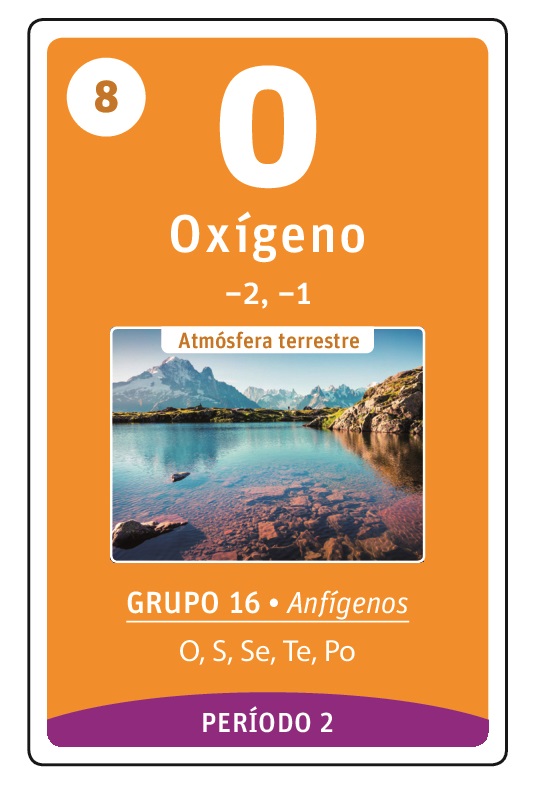 8
O
Oxígeno
–2, –1
Atmósfera terrestre
GRUPO 16 • Anfígenos
O, S, Se, Te, Po
PERÍODO 2